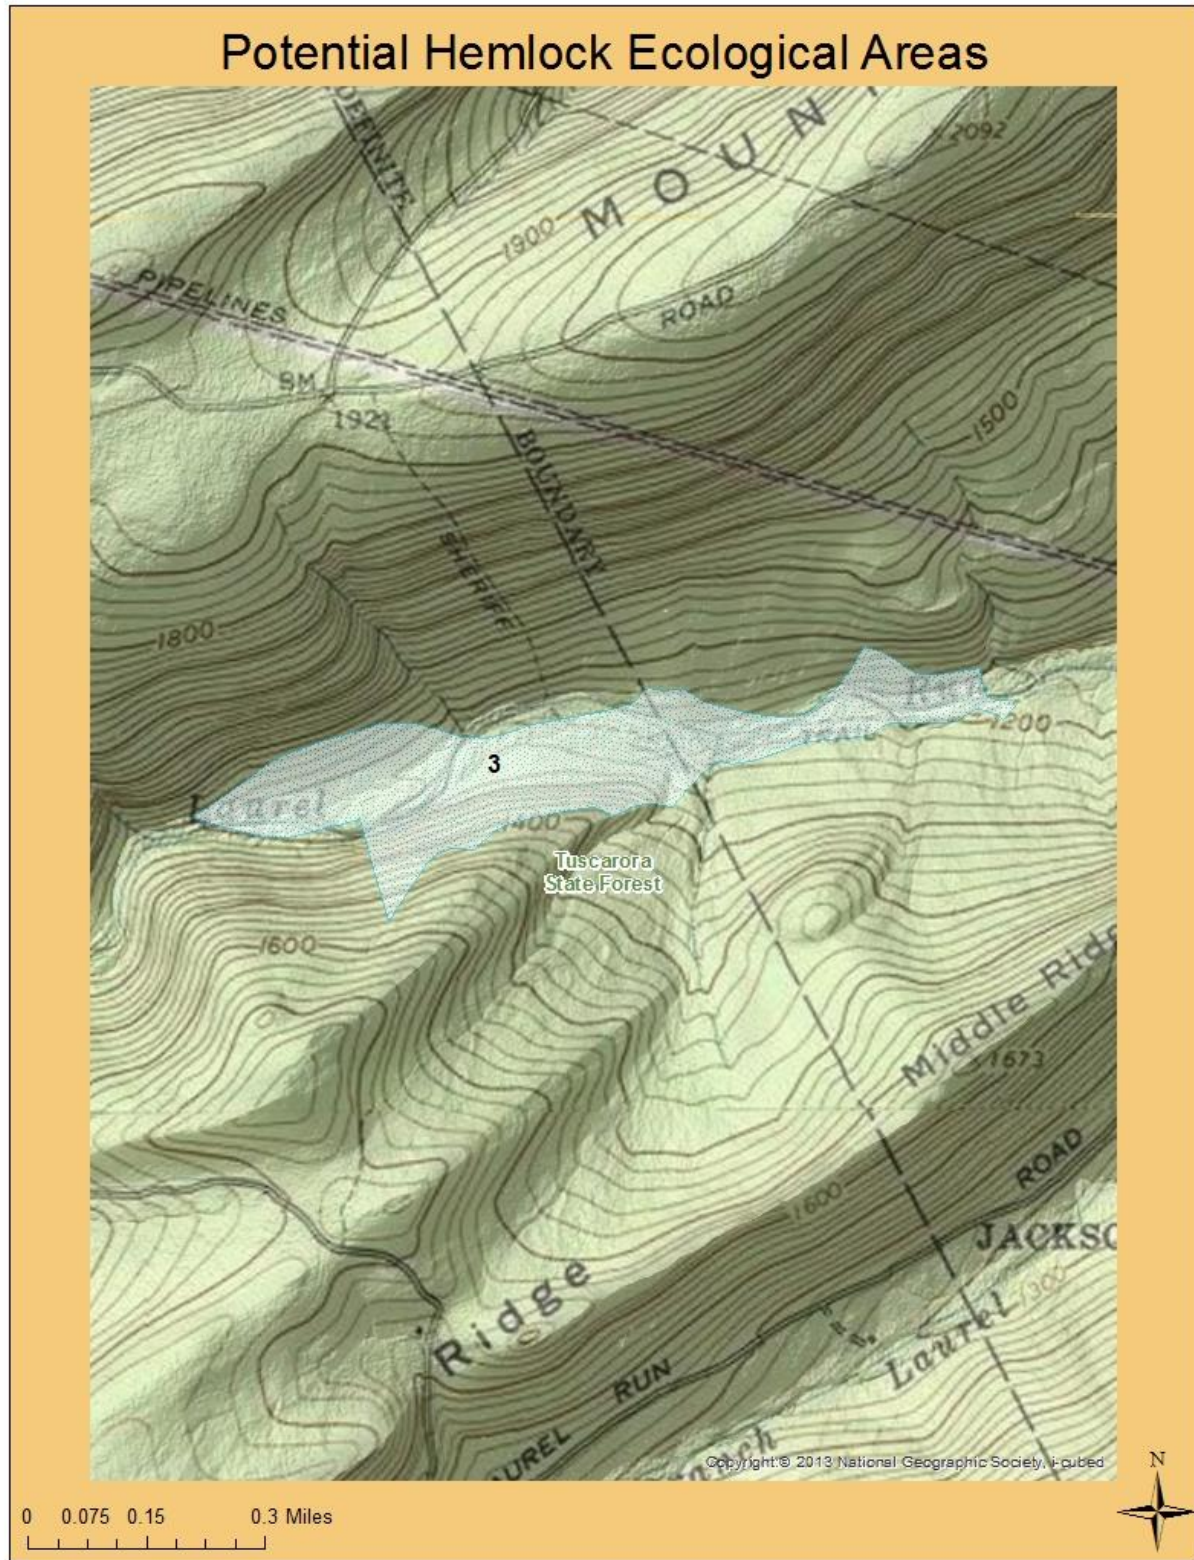 Potential Hemlock Ecological Areas
DEFINITE
MOUN
2092
1900
PIPELINES
ROAD
BM
1921
1500
BOUNDARY
SHERIFF
1800
Run
1200
TRAIL
3
Laurel
1400
Tuscarora
State Forest
1600
Middle Ridge
1673
ROAD
1600
JACKSO
1300
Ridge
Laurel
RUN
LAUREL
Copyright:© 2013 National Geographic Society, i-cubed
N
0 0.075 0.15 0.3 Miles